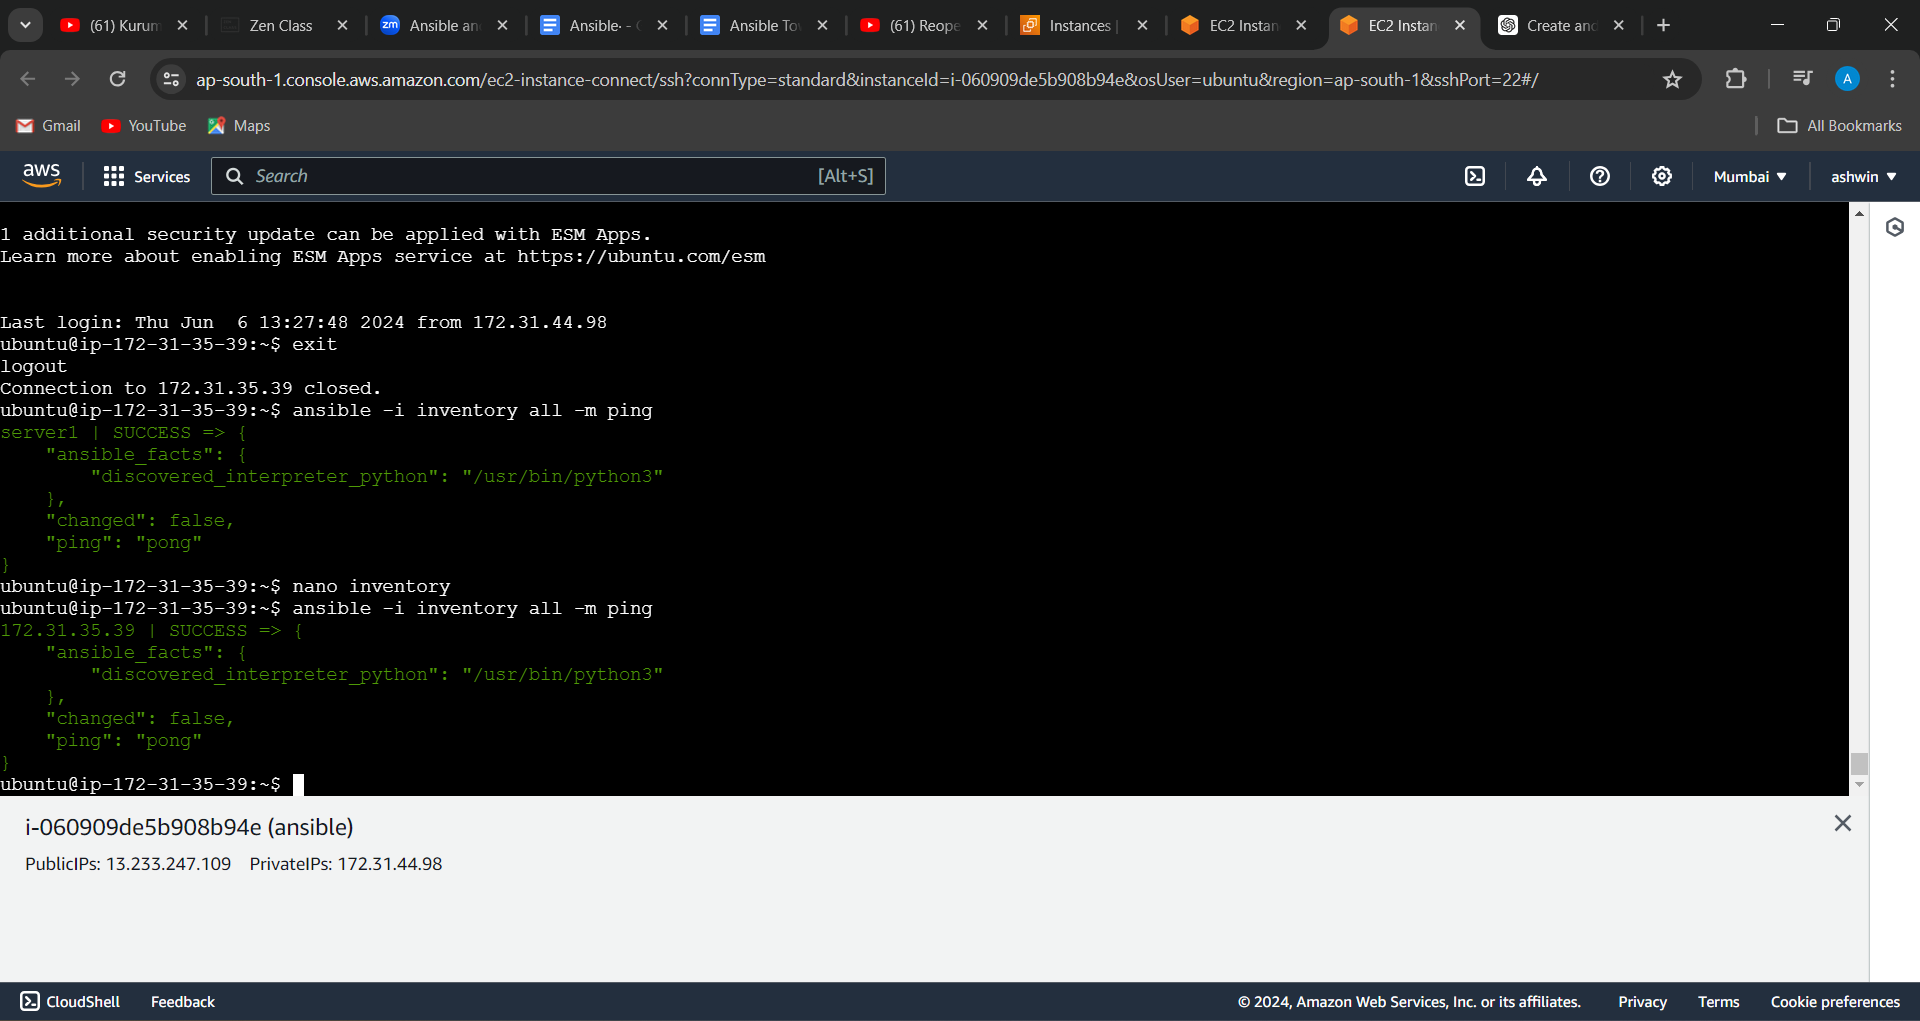 (61) Kurum
Zen Class
Ansible an
Ansible- -
Ansible To
(61) Reope
Instances |
EC2 Instan
EC2 Instan
Create and
ap-south-1.console.aws.amazon.com/ec2-instance-connect/ssh?connType=standard&instanceId=i-060909de5b908b94e&osUser=ubuntu&region=ap-south-1&sshPort=22#/
A
Gmail
YouTube
Maps
All Bookmarks
aws
Services
Search
[Alt+S]
Mumbai
ashwin
1 additional security update can be applied with ESM Apps.
Learn more about enabling ESM Apps service at https://ubuntu.com/esm
Last login: Thu Jun  6 13:27:48 2024 from 172.31.44.98
ubuntu@ip-172-31-35-39:~$ exit
logout
Connection to 172.31.35.39 closed.
ubuntu@ip-172-31-35-39:~$ ansible -i inventory all -m ping
server1 | SUCCESS => {
    "ansible_facts": {
        "discovered_interpreter_python": "/usr/bin/python3"
    },
    "changed": false,
    "ping": "pong"
}
ubuntu@ip-172-31-35-39:~$ nano inventory
ubuntu@ip-172-31-35-39:~$ ansible -i inventory all -m ping
172.31.35.39 | SUCCESS => {
    "ansible_facts": {
        "discovered_interpreter_python": "/usr/bin/python3"
    },
    "changed": false,
    "ping": "pong"
}
ubuntu@ip-172-31-35-39:~$
i-060909de5b908b94e (ansible)
PublicIPs: 13.233.247.109    PrivateIPs: 172.31.44.98
CloudShell
Feedback
© 2024, Amazon Web Services, Inc. or its affiliates.
Privacy
Terms
Cookie preferences